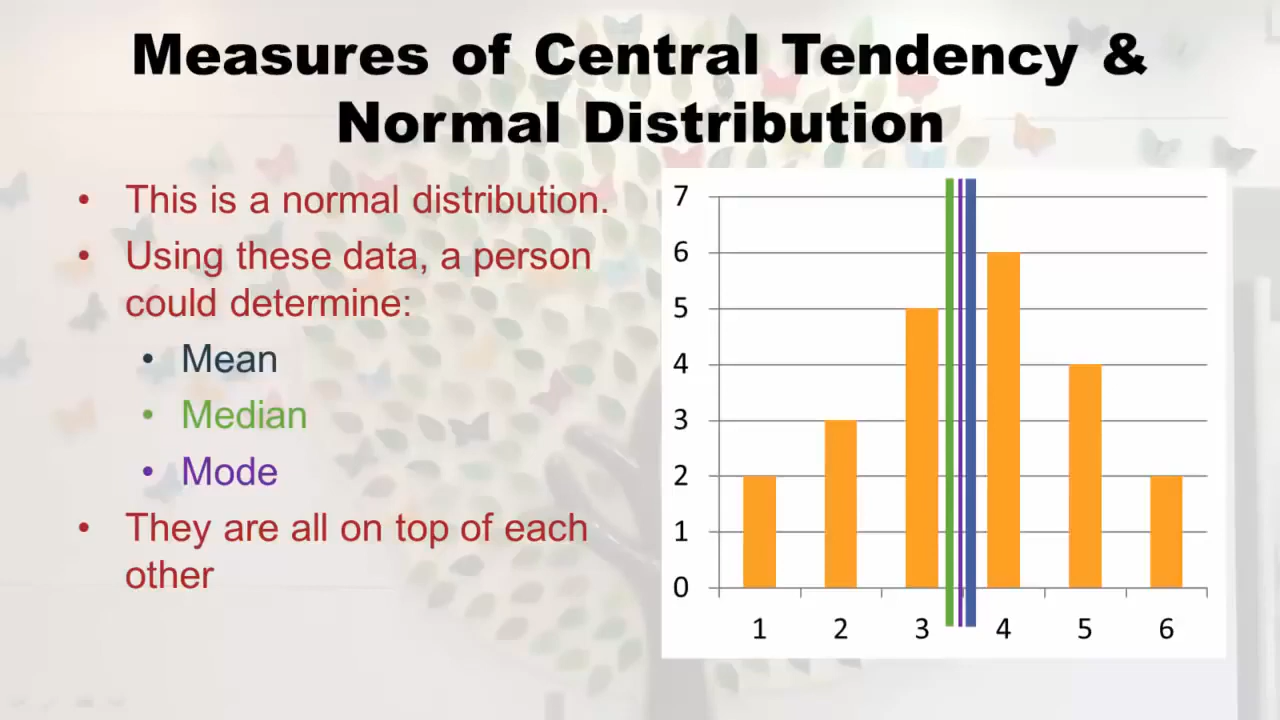 Measures of Central Tendency &
Normal Distribution
• This is a normal distribution.
• Using these data, a person
could determine:
• Mean
• Median
• Mode
• They are all on top of each
other
7
6
5
4
3
2
1
0
1 2 3 4 5 6